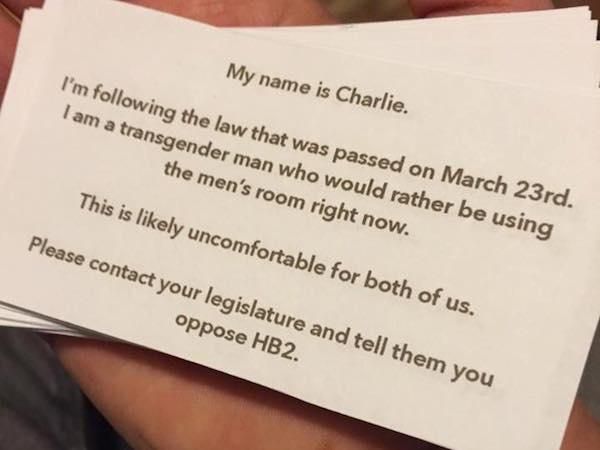 My name is Charlie.
I'm following the law that was passed on March 23rd.
I am a transgender man who would rather be using
the men's room right now.
This is likely uncomfortable for both of us.
Please contact your legislature and tell them you
oppose HB2.